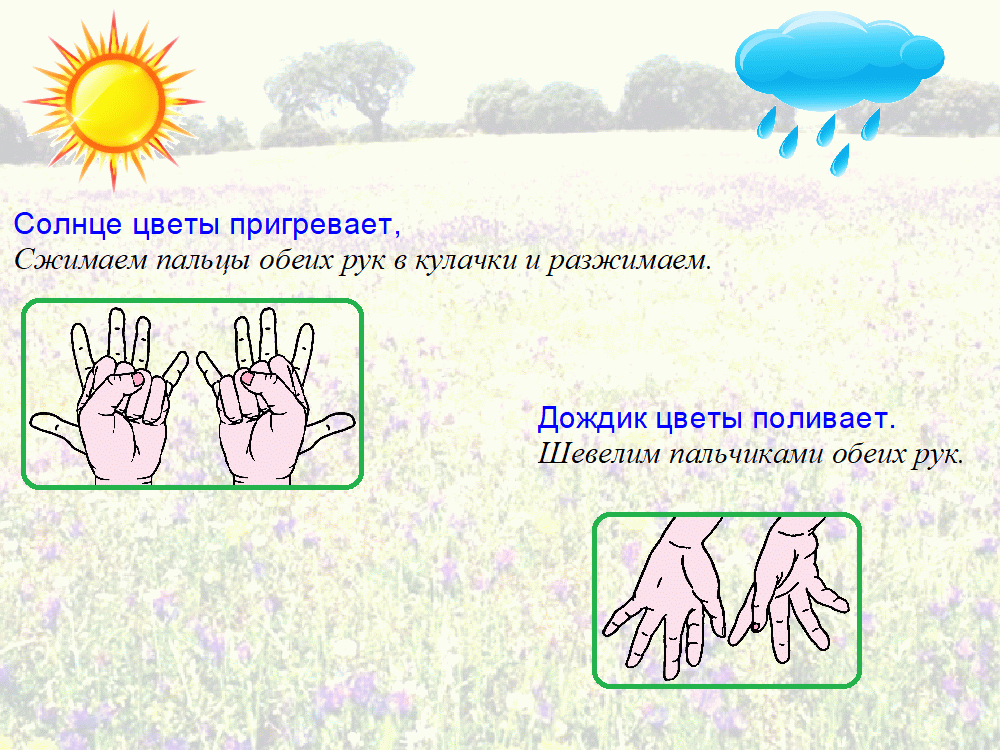 Солнце цветы пригревает,
Сжимаем пальцы обеих рук в кулачки и разжимаем.
Дождик цветы поливает.
Шевелим пальчиками обеих рук.